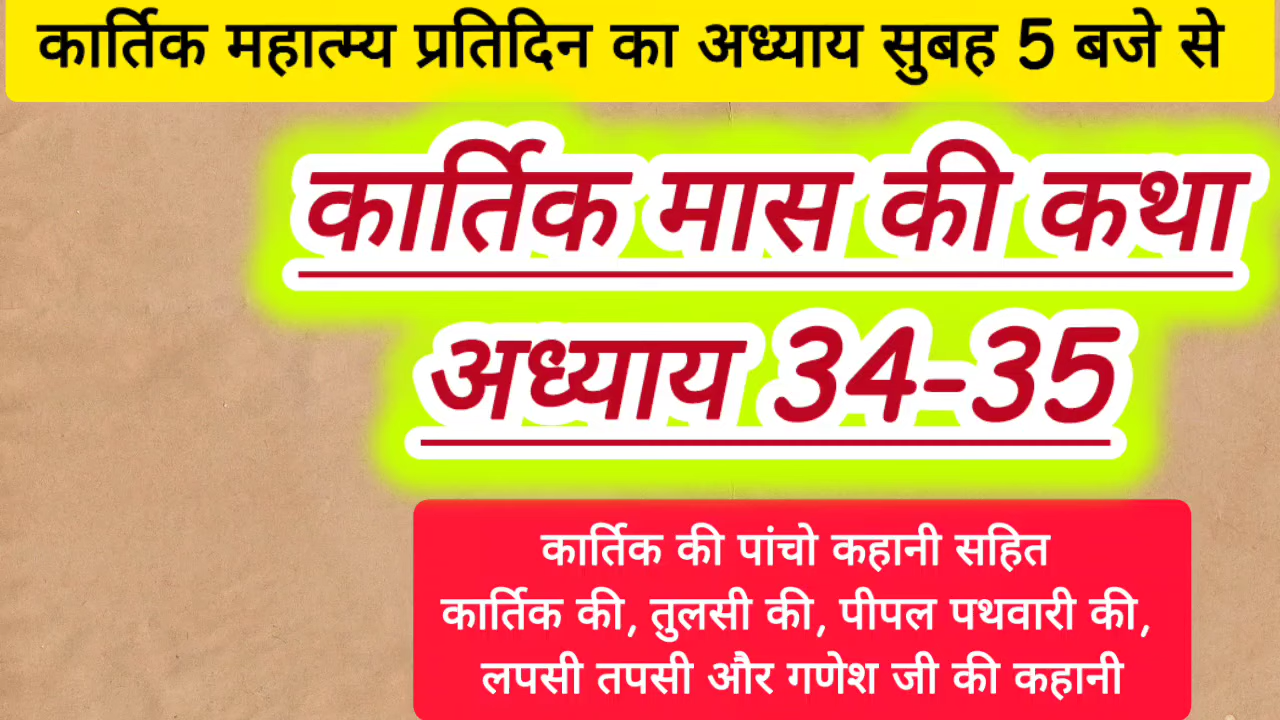 कार्तिक महात्म्य प्रतिदिन का अध्याय सुबह 5 बजे से
कार्तिक मास की कथा
अध्याय 34-35
कार्तिक की पांचो कहानी सहित
कार्तिक की, तुलसी की, पीपल पथवारी की,
लपसी तपसी और गणेश जी की कहानी